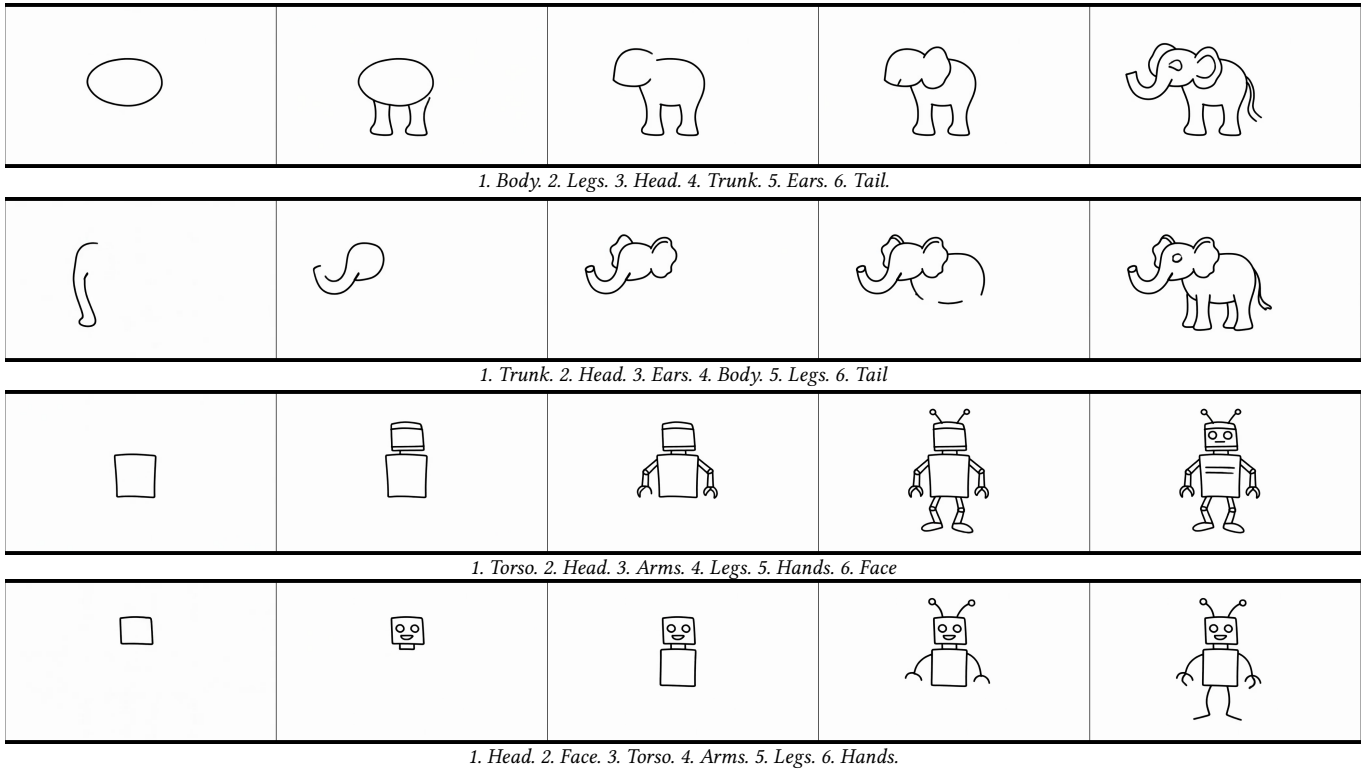 1. Body. 2. Legs. 3. Head. 4. Trunk. 5. Ears. 6. Tail.
1. Trunk. 2. Head. 3. Ears. 4. Body. 5. Legs. 6. Tail
1. Torso. 2. Head. 3. Arms. 4. Legs. 5. Hands. 6. Face
1. Head. 2. Face. 3. Torso. 4. Arms. 5. Legs. 6. Hands.